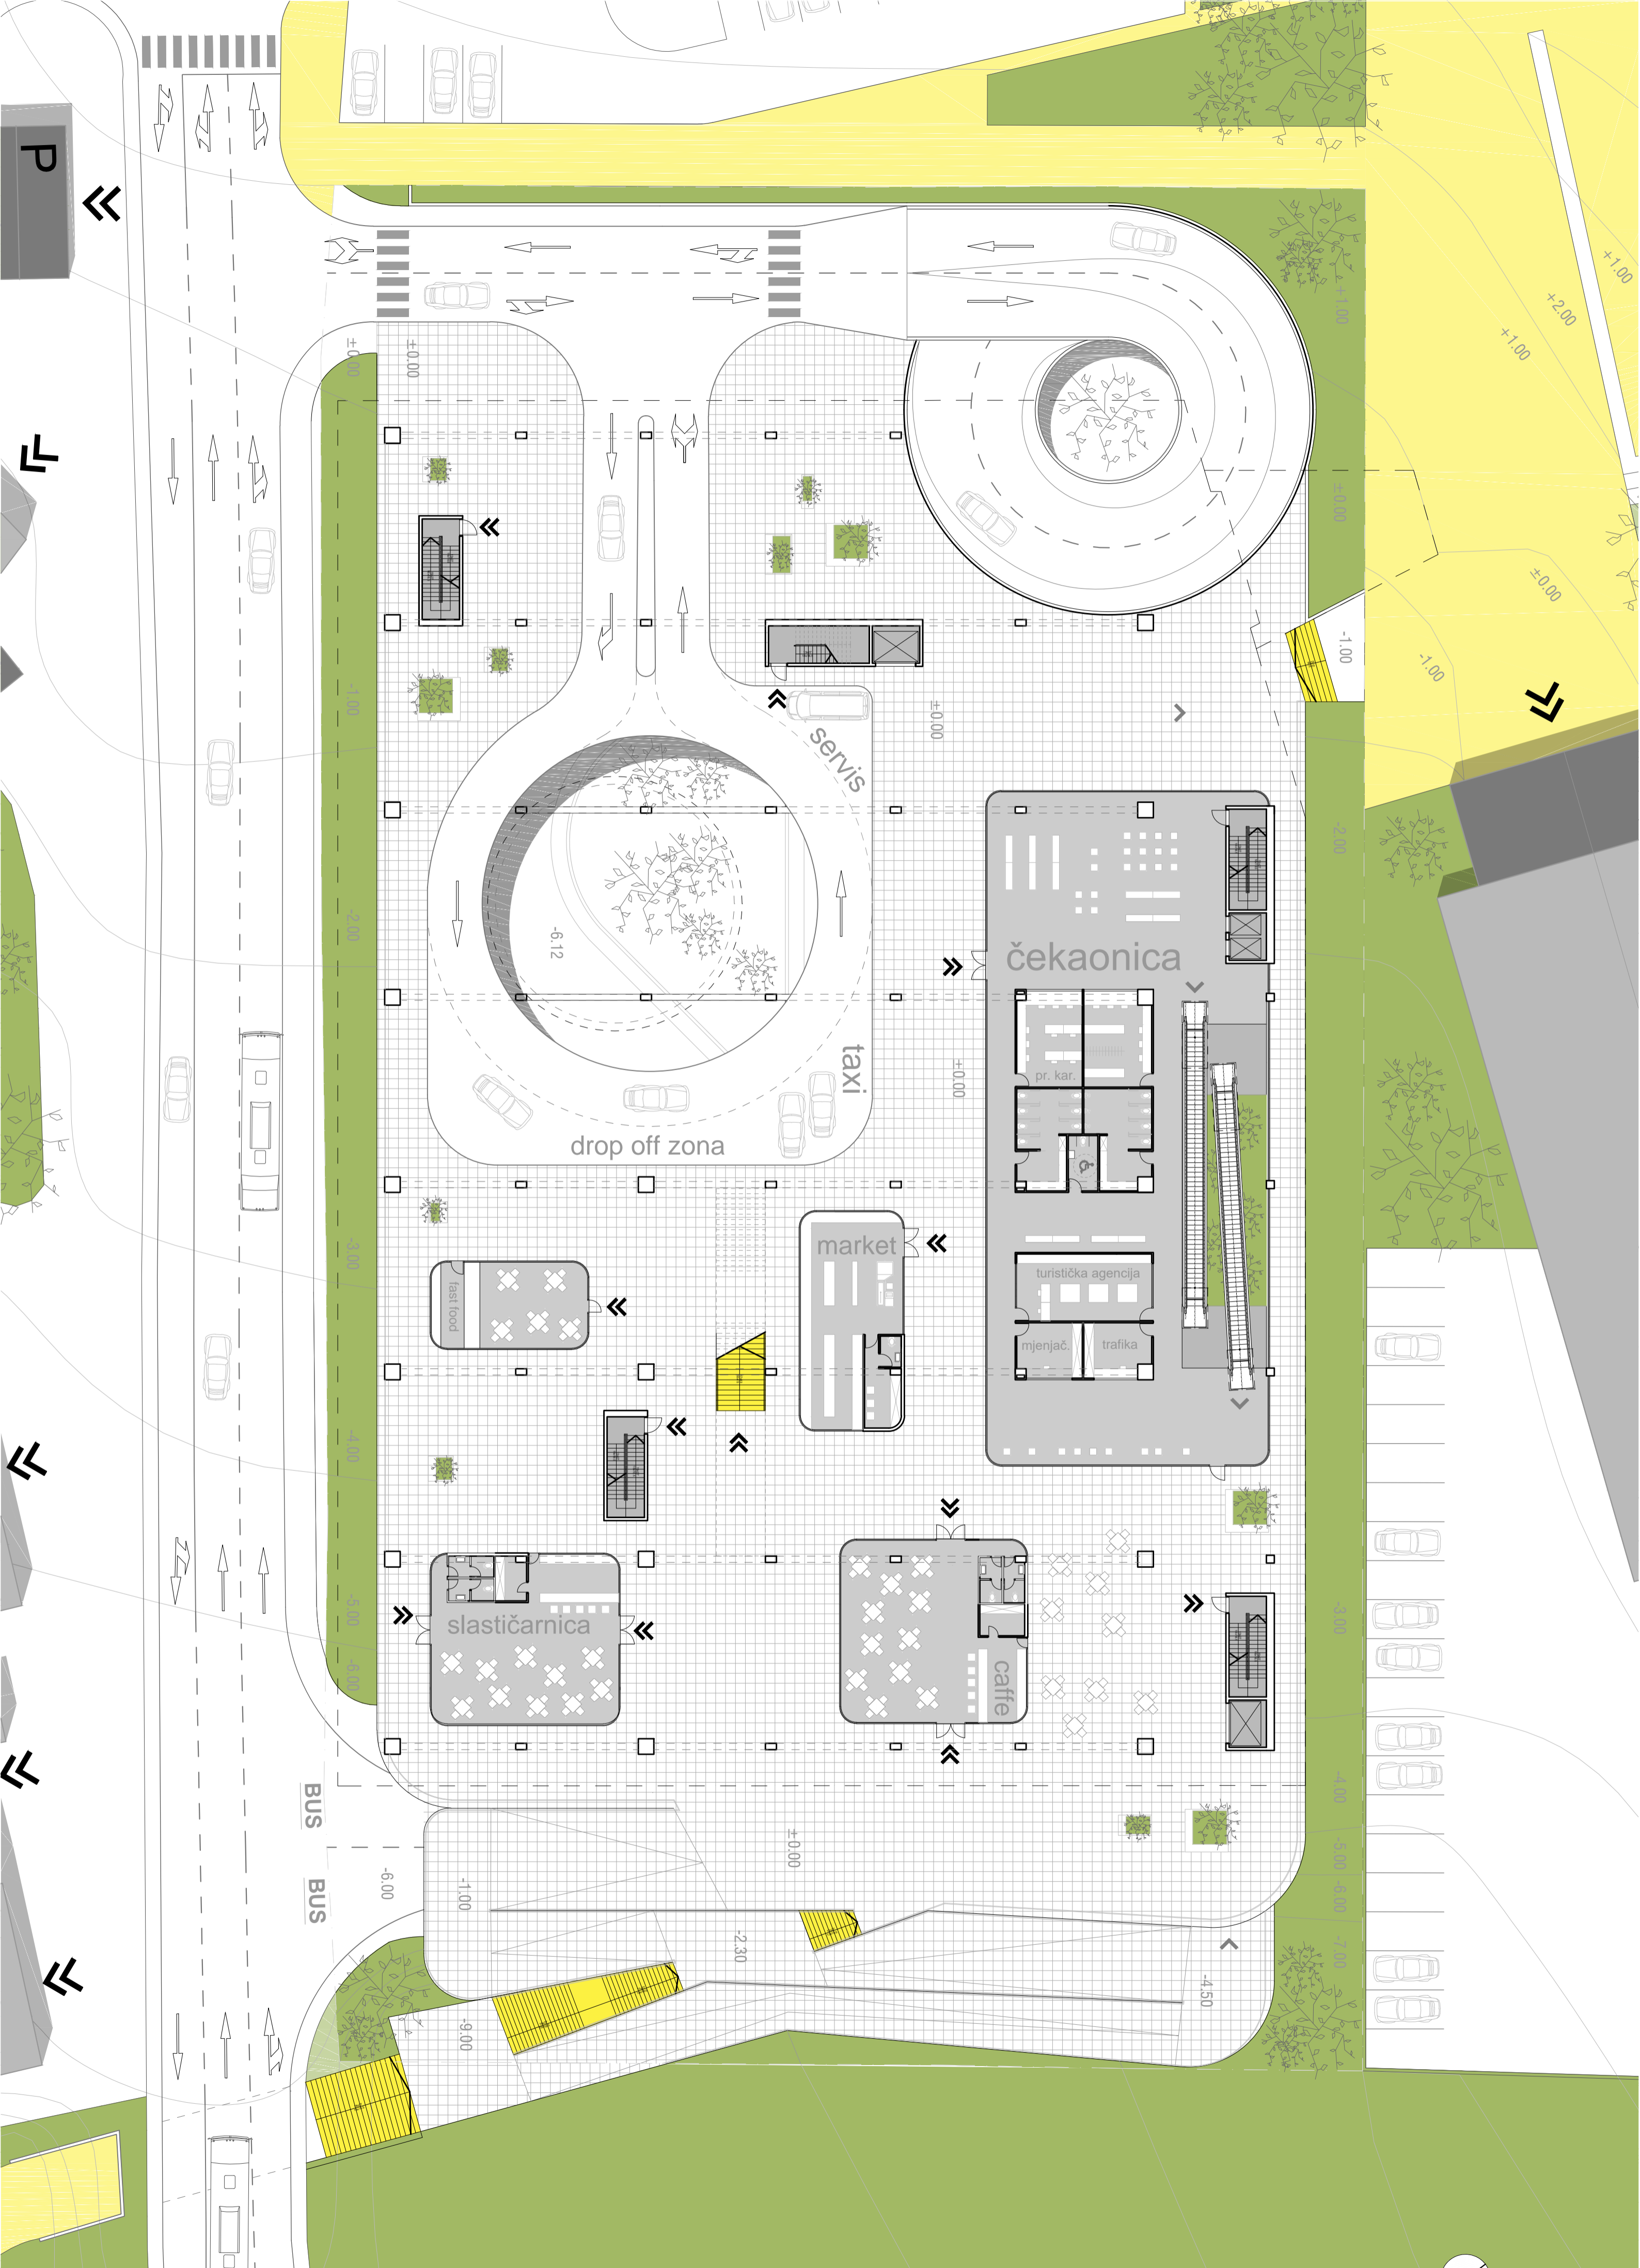 P
+1.00
+1.00
+2.00
+1.00
±0.00
±0.00
±0.00
±0.00
-1.00
-1.00
-1.00
±0.00
servis
-2.00
-2.00
-6.12
čekaonica
taxi
±0.00
pr. kar.
drop off zona
-3.00
market
turistička agencija
fast food
mjenjač.
trafika
-4.00
-5.00
slastičarnica
-3.00
-6.00
caffe
BUS
-4.00
±0.00
-5.00
BUS
-6.00
-1.00
-6.00
-2.30
-7.00
-4.50
-9.00